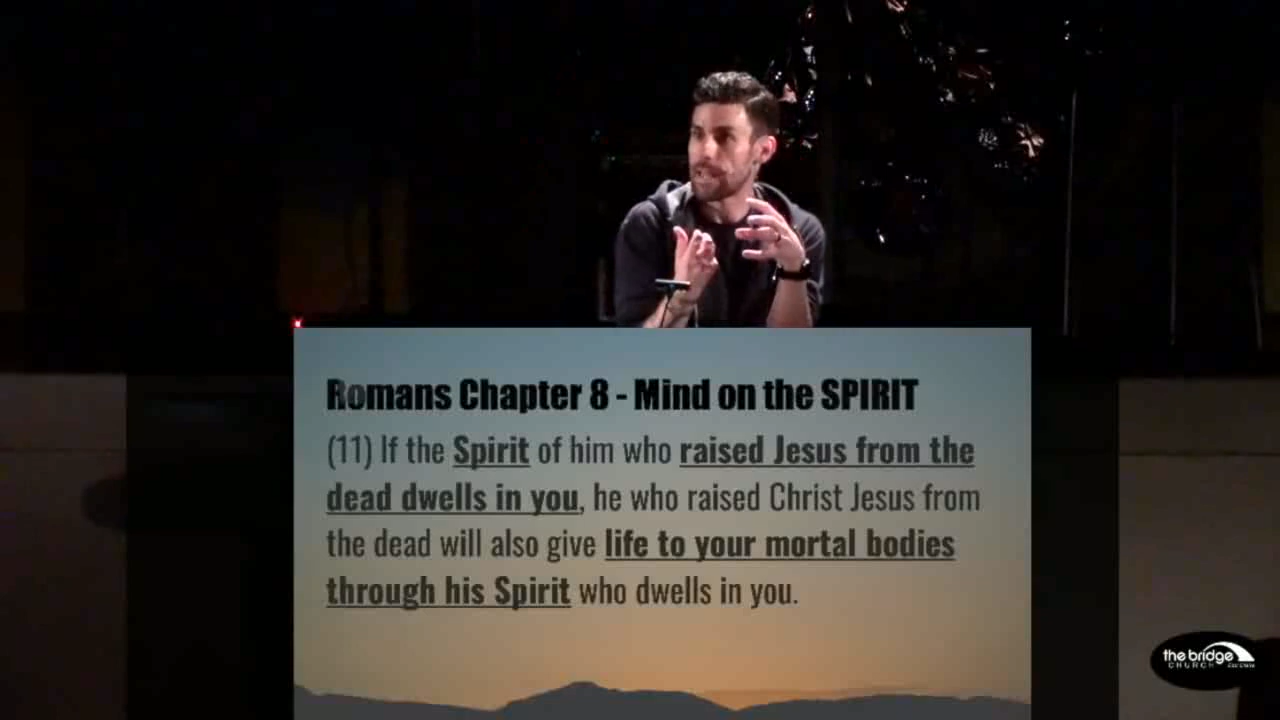 Romans Chapter 8 - Mind on the SPIRIT
(11) If the Spirit of him who raised Jesus from the
dead dwells in you, he who raised Christ Jesus from
the dead will also give life to your mortal bodies
through his Spirit who dwells in you.
the bridge
CHURCH